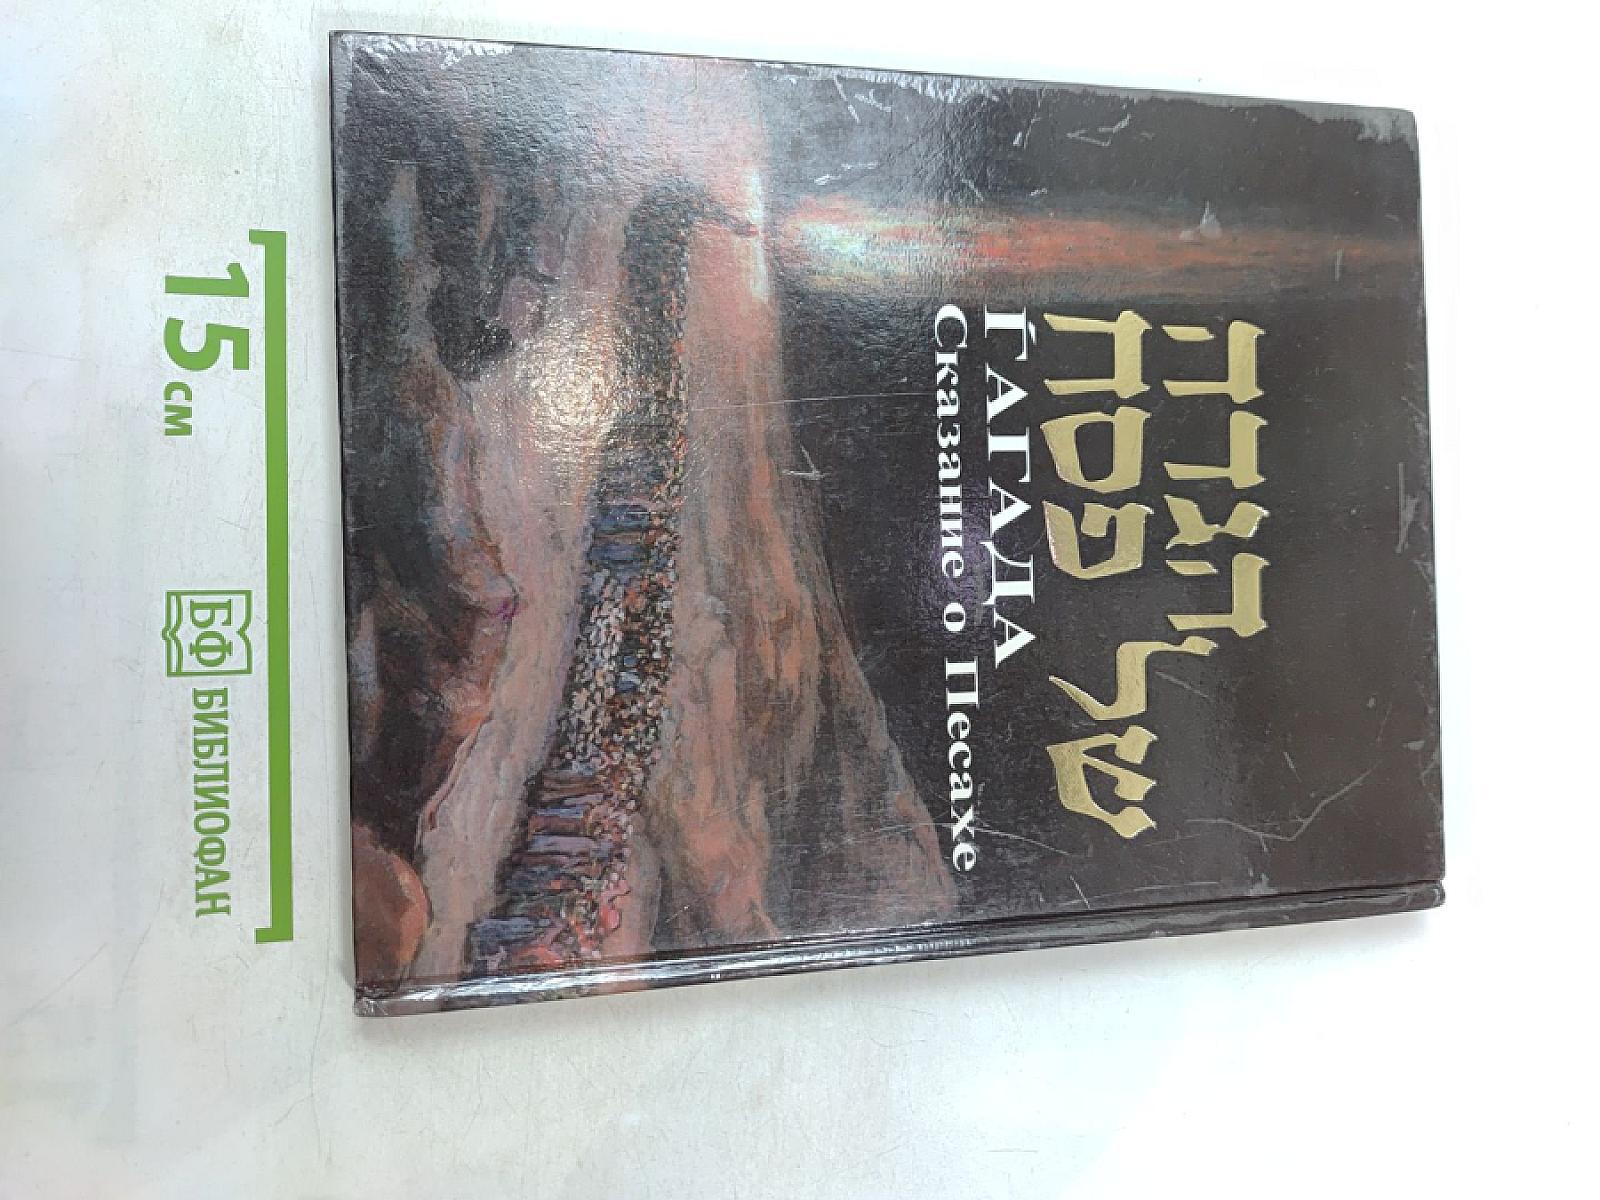 הגדה
של פסח
ЃАГАДА
Сказание о Песахе
15 см
БФ БИБЛИОФАН